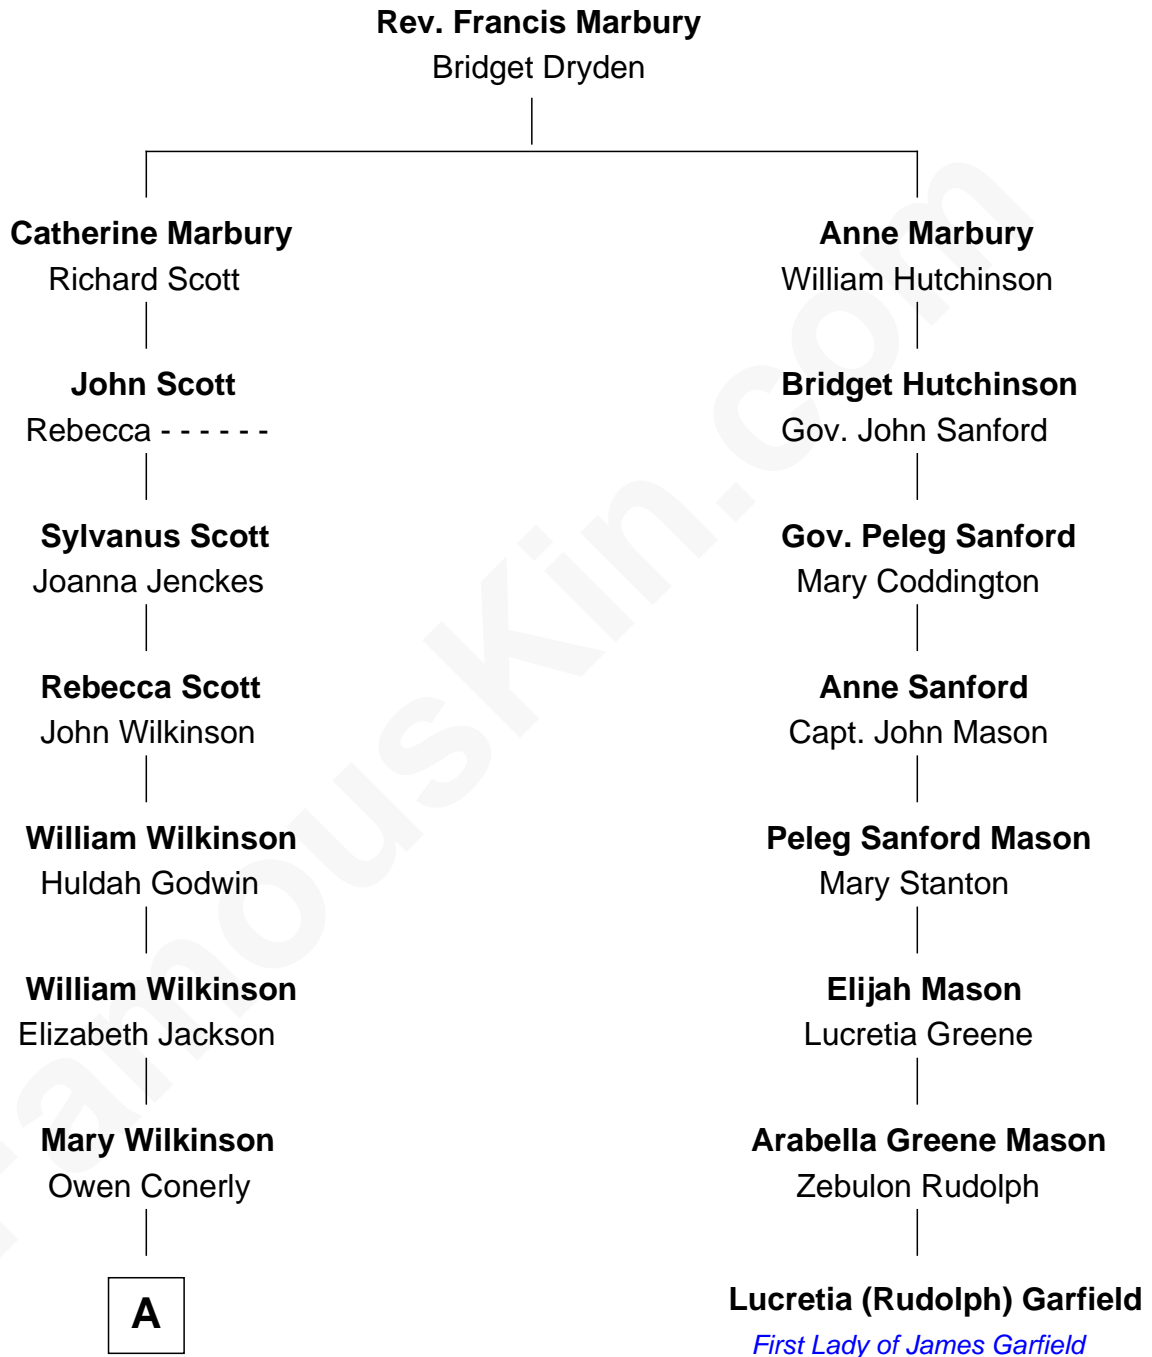 Rev. Francis Marbury
Bridget Dryden
Catherine Marbury
Richard Scott
Anne Marbury
William Hutchinson
John Scott
Rebecca - - - - - -
Bridget Hutchinson
Gov. John Sanford
Sylvanus Scott
Joanna Jenckes
Gov. Peleg Sanford
Mary Coddington
Rebecca Scott
John Wilkinson
Anne Sanford
Capt. John Mason
William Wilkinson
Huldah Godwin
Peleg Sanford Mason
Mary Stanton
William Wilkinson
Elizabeth Jackson
Elijah Mason
Lucretia Greene
Mary Wilkinson
Owen Conerly
Arabella Greene Mason
Zebulon Rudolph
A
Lucretia (Rudolph) Garfield
First Lady of James Garfield
FamousKin.com